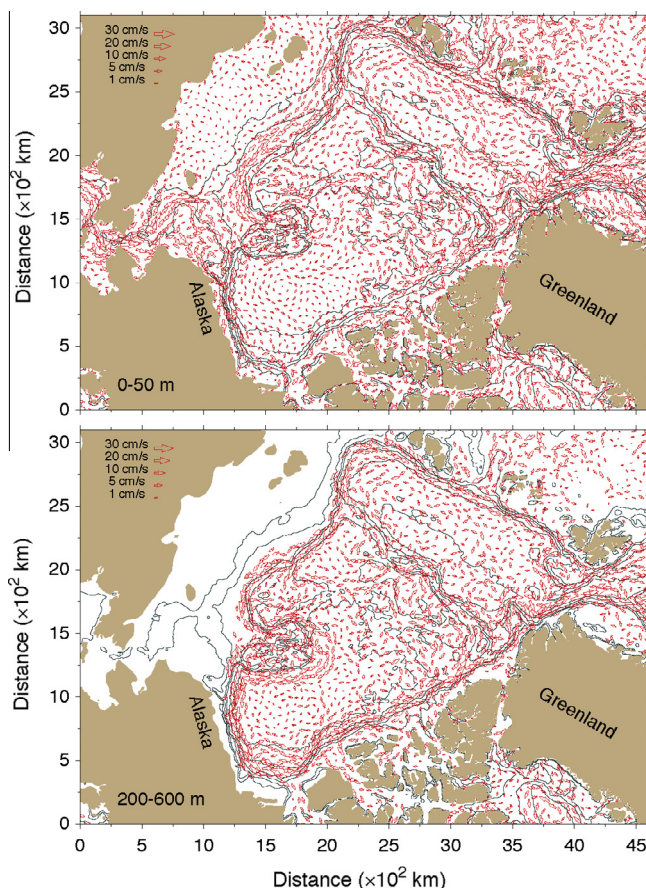 30 cm/s
20 cm/s
10 cm/s
5 cm/s
1 cm/s
30
25
20
15
10
5
0
Distance (×10² km)
Alaska
Greenland
0-50 m
30 cm/s
20 cm/s
10 cm/s
5 cm/s
1 cm/s
30
25
20
15
10
5
0
Distance (×10² km)
Alaska
Greenland
200-600 m
0 5 10 15 20 25 30 35 40 45
Distance (×10² km)